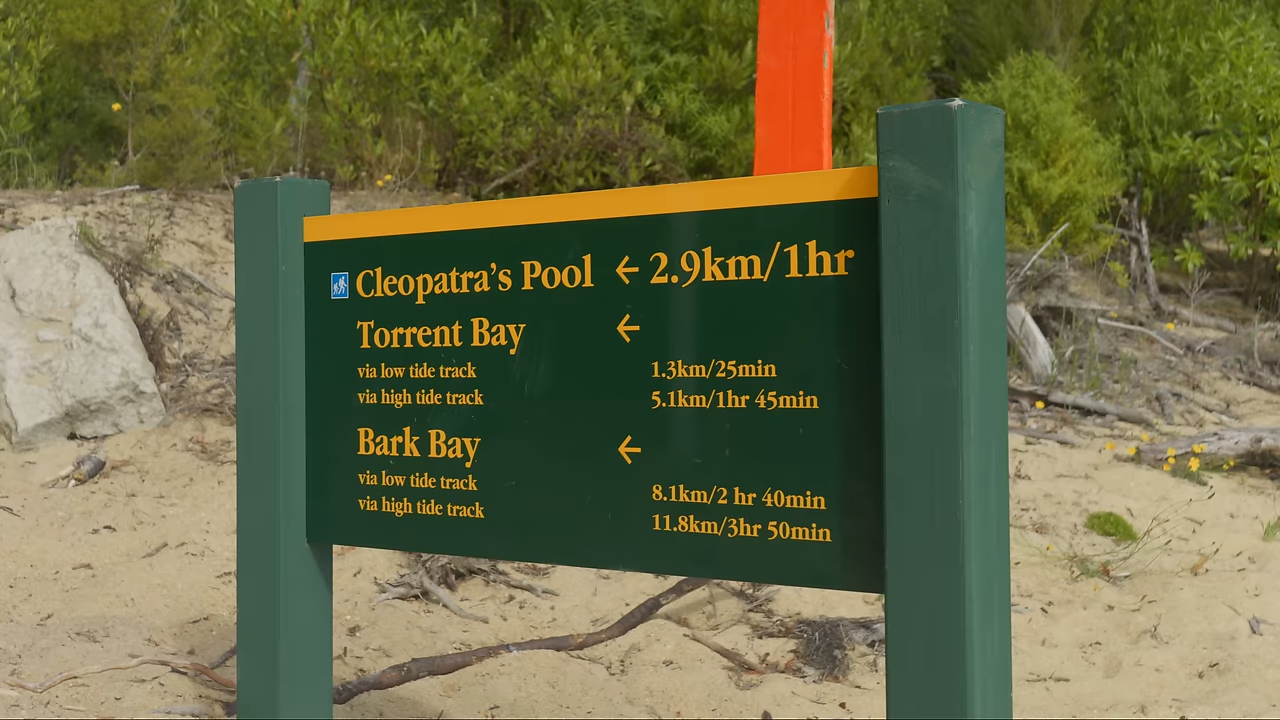 Cleopatra's Pool ← 2.9km/1hr
Torrent Bay ←
via low tide track 1.3km/25min
via high tide track 5.1km/1hr 45min
Bark Bay ←
via low tide track 8.1km/2 hr 40min
via high tide track 11.8km/3hr 50min